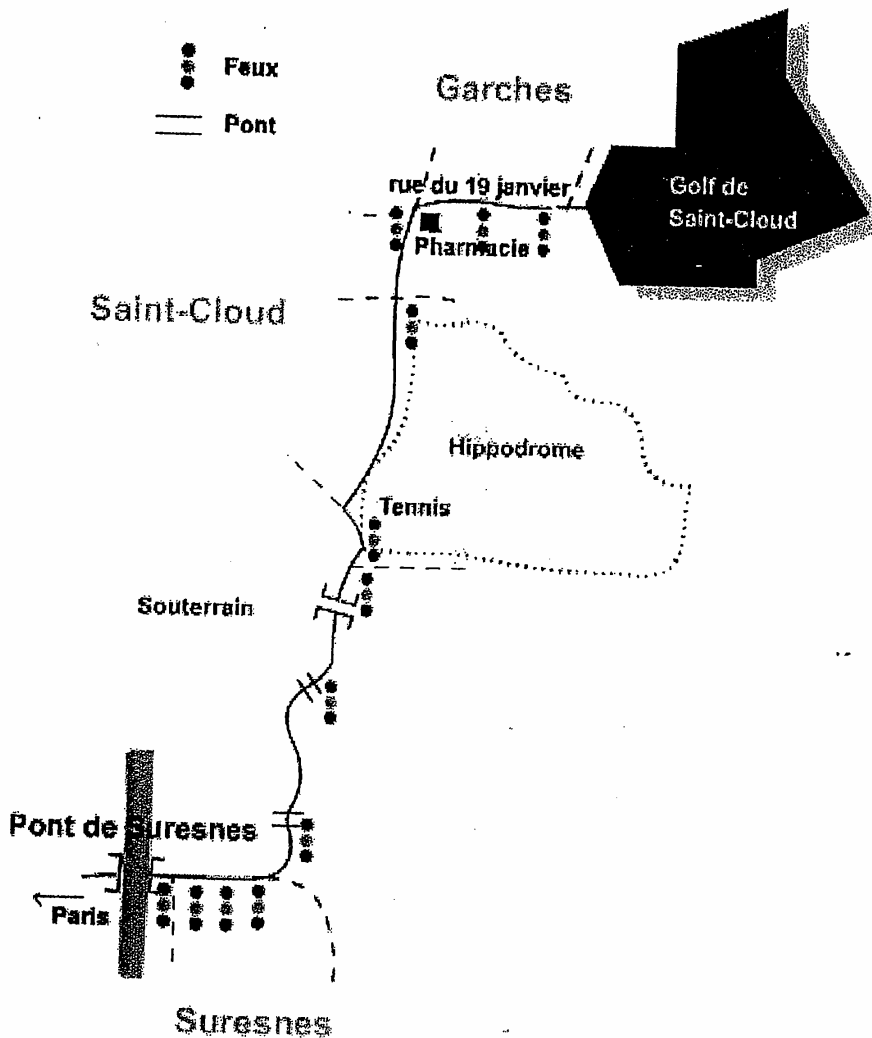 Feux
Pont
Garches
rue du 19 janvier
Golf de
Saint-Cloud
Pharmacie
Saint-Cloud
Hippodrome
Tennis
Souterrain
Pont de Suresnes
Paris
Suresnes